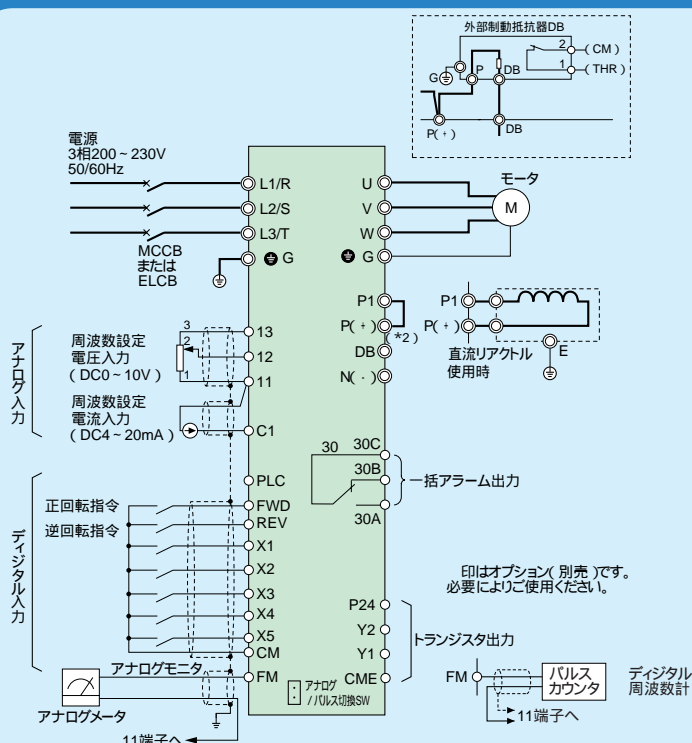 外部制動抵抗器DB
2
(CM)
G
P
DB
1
(THR)
P(+)
DB
電源
3相200~230V
50/60Hz
L1/R
U
モータ
L2/S
V
M
L3/T
W
MCCB
または
ELCB
G
G
P1
P(+)
(*2)
DB
N(-)
P1
P(+)
直流リアクトル
使用時
E
アナログ入力
周波数設定
電圧入力
(DC0~10V)
3
2
1
13
12
11
周波数設定
電流入力
(DC4~20mA)
C1
30
30C
30B
30A
一括アラーム出力
ディジタル入力
PLC
正回転指令
FWD
逆回転指令
REV
X1
X2
X3
X4
X5
CM
印はオプション(別売)です。
必要によりご使用ください。
P24
Y2
Y1
CME
トランジスタ出力
アナログモニタ
FM
アナログメータ
11端子へ
アナログ
/パルス切換SW
FM
パルス
カウンタ
ディジタル
周波数計
11端子へ